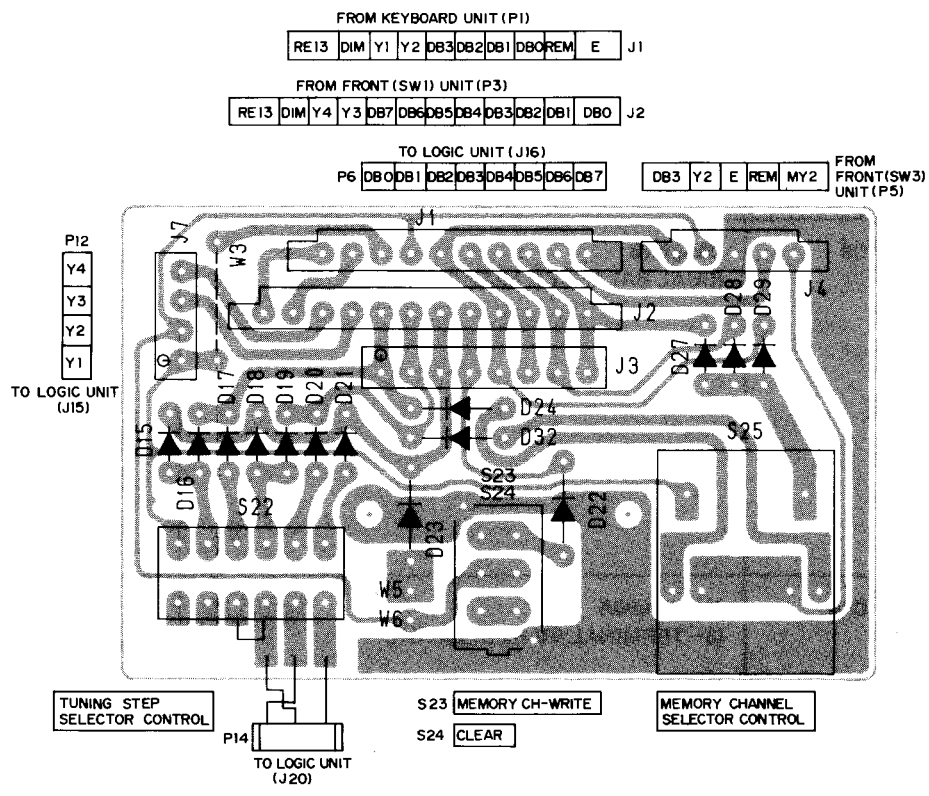 FROM KEYBOARD UNIT (P1)
RE13 DIM Y1 Y2 DB3 DB2 DB1 DB0 REM E J1
FROM FRONT (SW1) UNIT (P3)
RE13 DIM Y4 Y3 DB7 DB6 DB5 DB4 DB3 DB2 DB1 DB0 J2
TO LOGIC UNIT (J16)
P6 DB0 DB1 DB2 DB3 DB4 DB5 DB6 DB7
DB3 Y2 E REM MY2
FROM
FRONT(SW3)
UNIT (P5)
P12
Y4
Y3
Y2
Y1
TO LOGIC UNIT
(J15)
J7
W3
J1
J4
J2
J3
D28
D29
D27
D15
D16
D17
D18
D19
D20
D21
D24
D32
S25
S22
S23
S24
D23
D22
W5
W6
TUNING STEP
SELECTOR CONTROL
P14
TO LOGIC UNIT
(J20)
S23 MEMORY CH-WRITE
S24 CLEAR
MEMORY CHANNEL
SELECTOR CONTROL